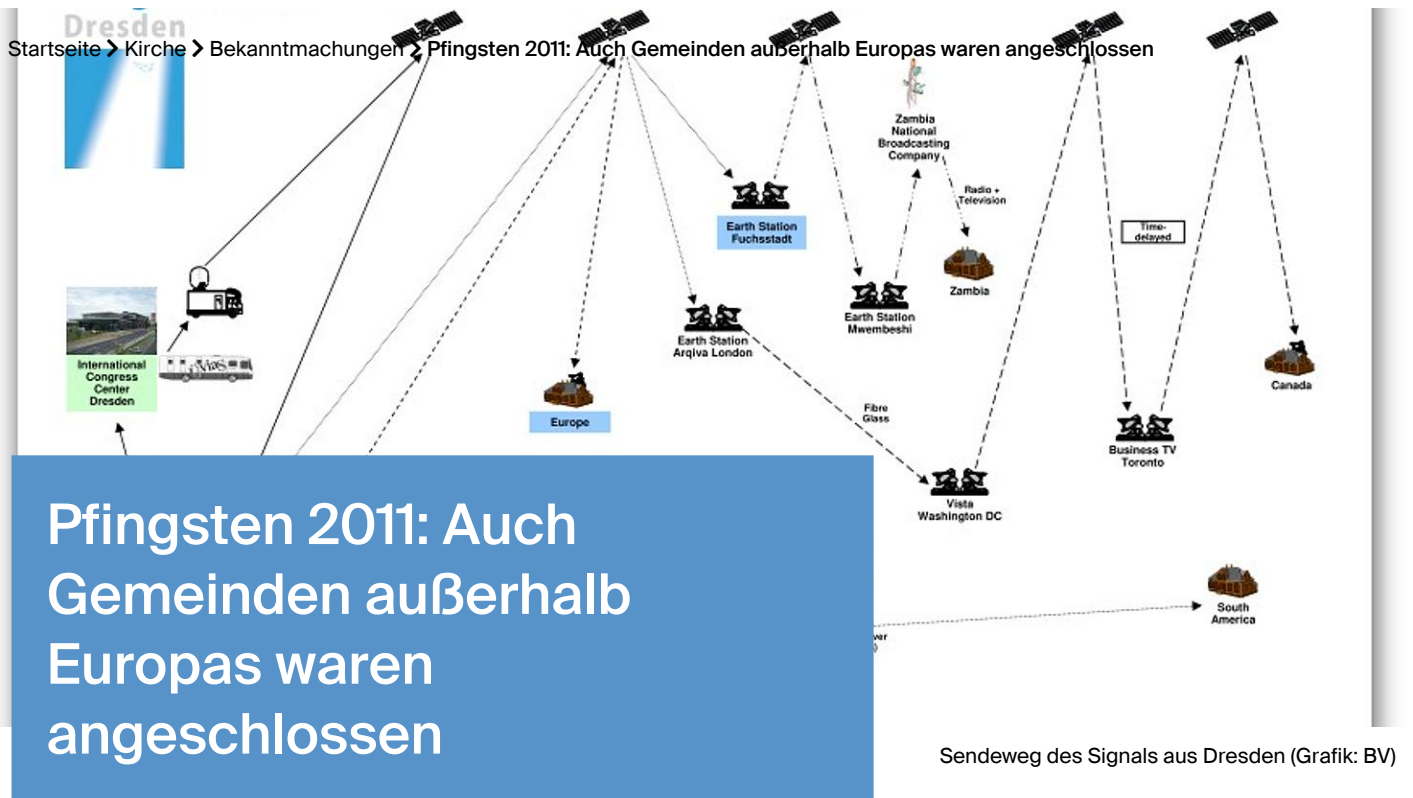 Dresden
Startseite > Kirche > Bekanntmachungen > Pfingsten 2011: Auch Gemeinden außerhalb Europas waren angeschlossen
Zambia
National
Broadcasting
Company
Radio +
Television
Earth Station
Fuchsstadt
Time-
delayed
Zambia
Earth Station
Mwembeshi
Earth Station
Arqiva London
International
Congress
Center
Dresden
Canada
Europe
Fibre
Glass
Business TV
Toronto
Vista
Washington DC
South
America
Pfingsten 2011: Auch
Gemeinden außerhalb
Europas waren
angeschlossen
Sendeweg des Signals aus Dresden (Grafik: BV)